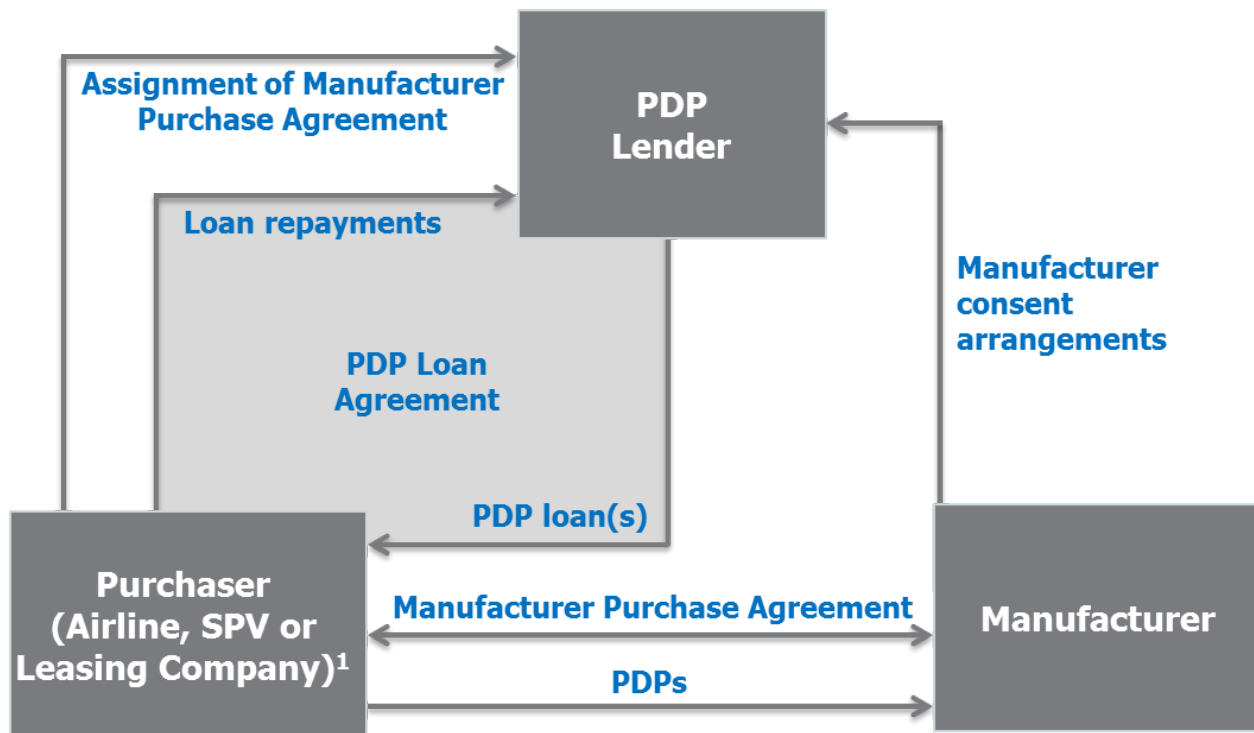 Assignment of Manufacturer
Purchase Agreement
PDP
Lender
Loan repayments
Manufacturer
consent
arrangements
PDP Loan
Agreement
PDP loan(s)
Purchaser
(Airline, SPV or
Leasing Company)¹
Manufacturer Purchase Agreement
Manufacturer
PDPs